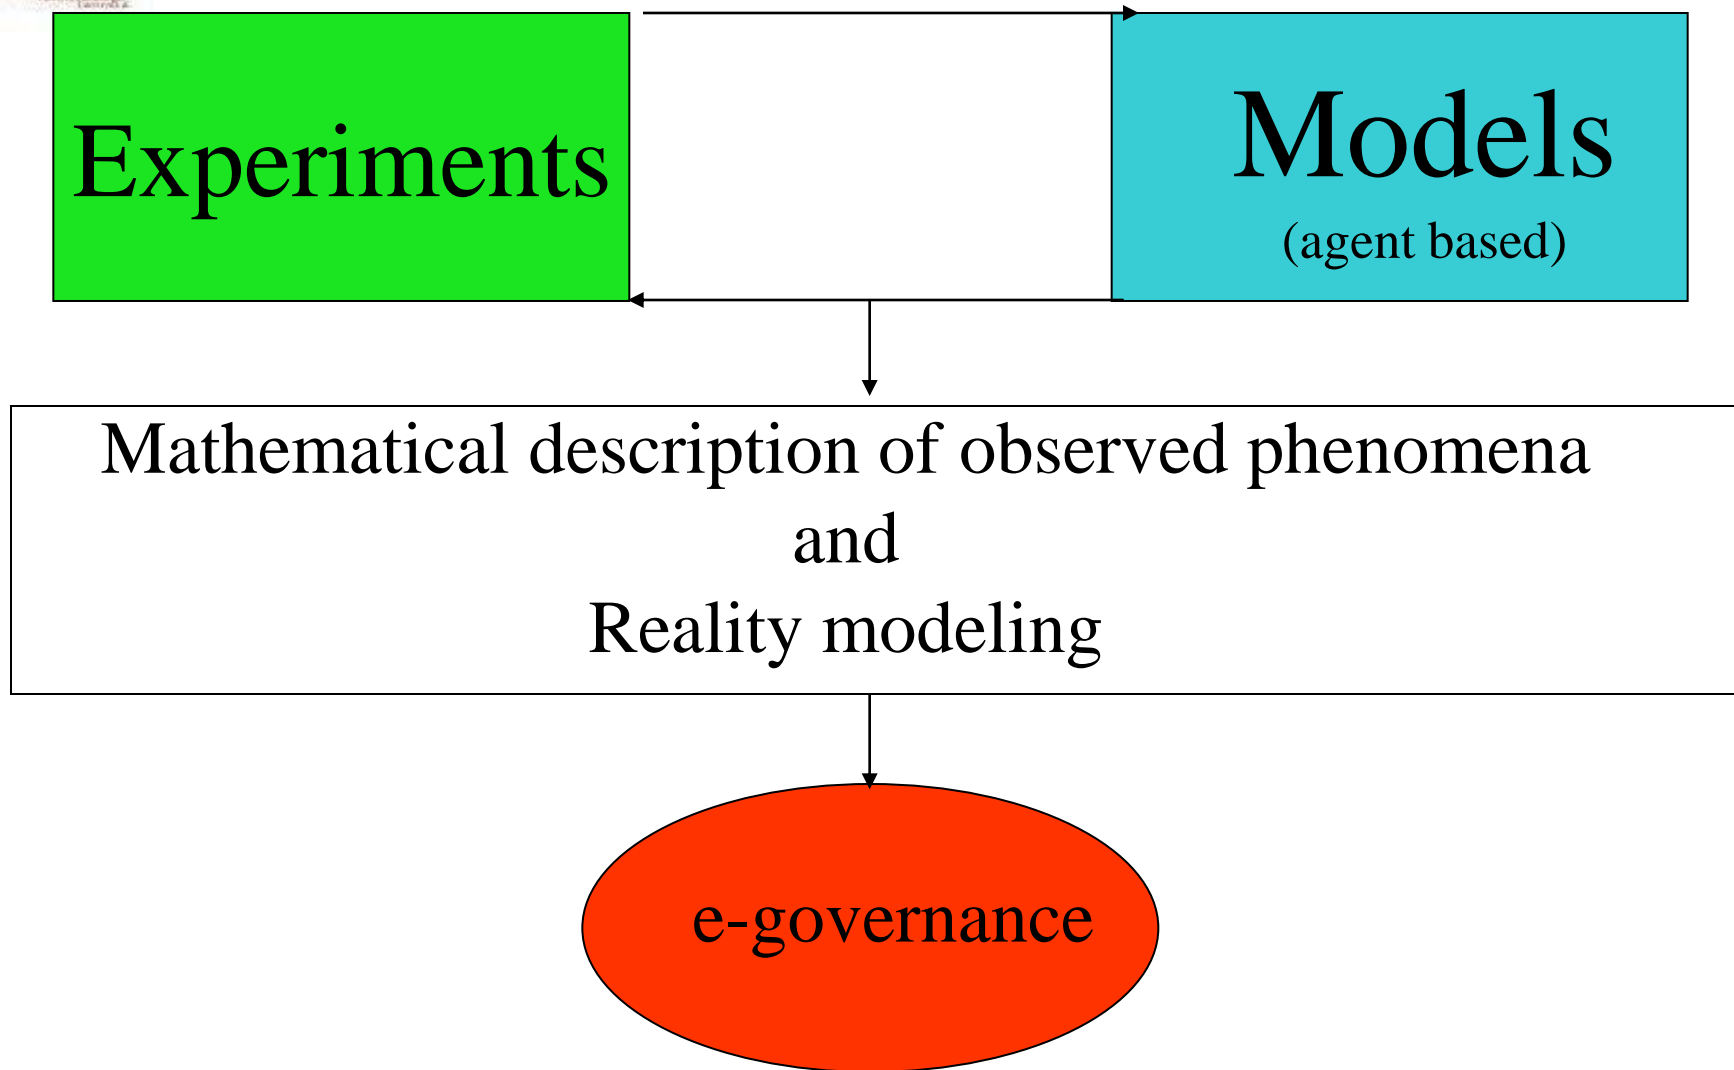 Experiments
Models
(agent based)
Mathematical description of observed phenomena
and
Reality modeling
e-governance